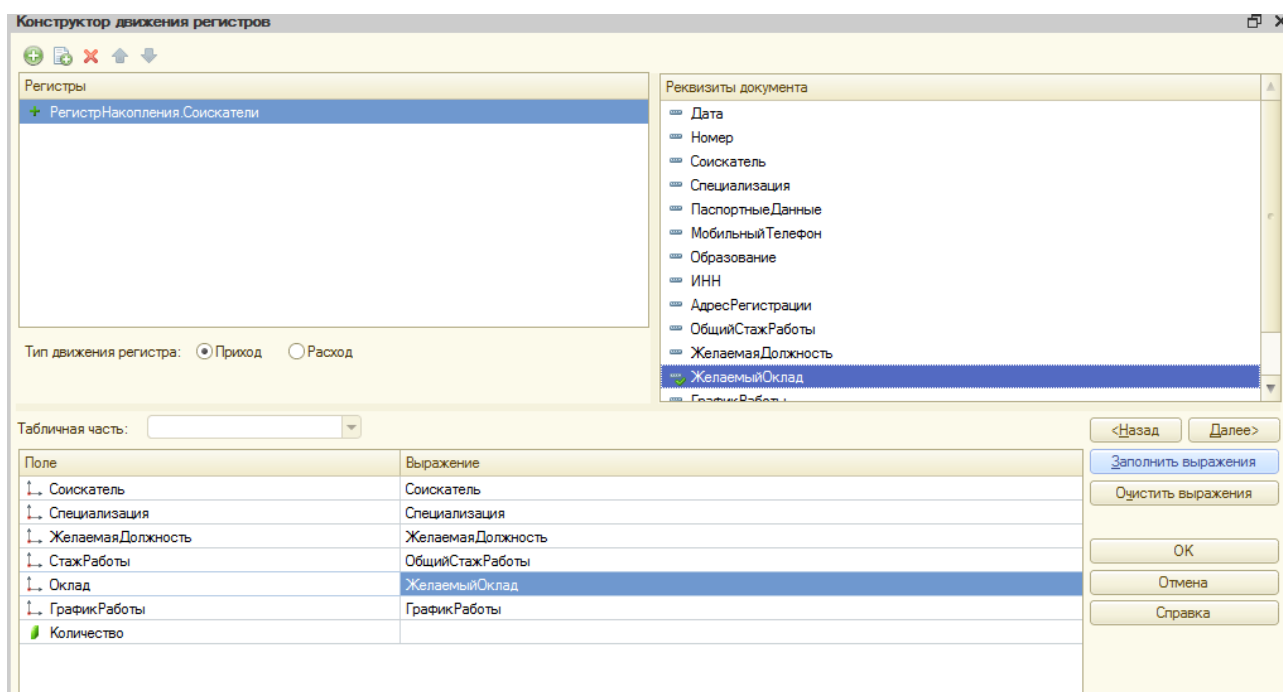 Конструктор движения регистров
Регистры
РегистрНакопления.Соискатели
Тип движения регистра: Приход Расход
Реквизиты документа
Дата
Номер
Соискатель
Специализация
ПаспортныеДанные
МобильныйТелефон
Образование
ИНН
АдресРегистрации
ОбщийСтажРаботы
ЖелаемаяДолжность
ЖелаемыйОклад
ГрафикРаботы
Табличная часть:
<Назад Далее>
Поле Выражение
Соискатель Соискатель
Специализация Специализация
ЖелаемаяДолжность ЖелаемаяДолжность
СтажРаботы ОбщийСтажРаботы
Оклад ЖелаемыйОклад
ГрафикРаботы ГрафикРаботы
Количество
Заполнить выражения
Очистить выражения
OK
Отмена
Справка